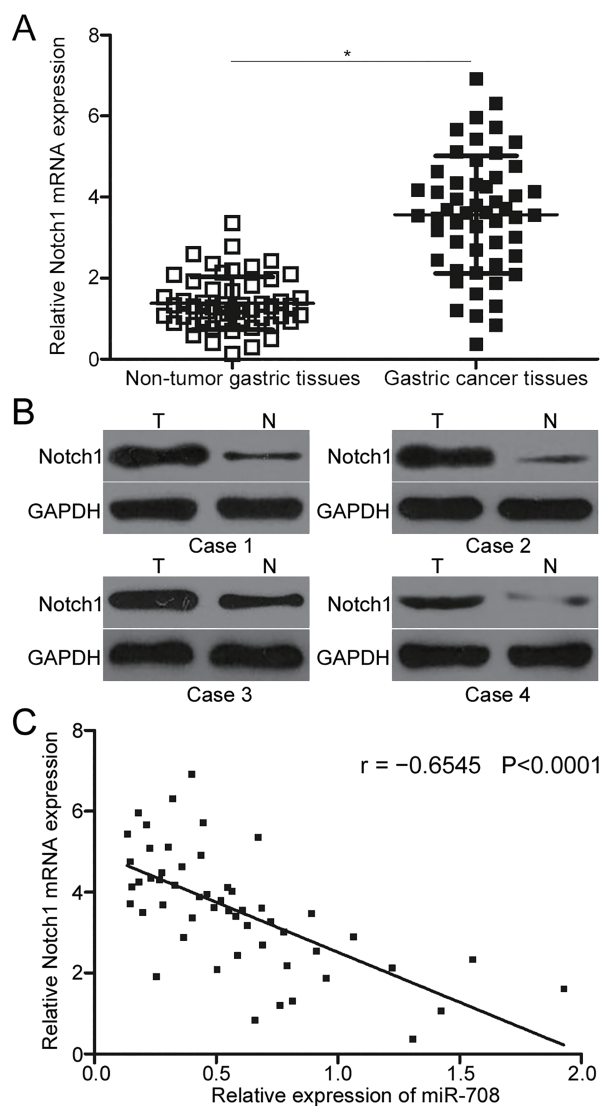 A
Relative Notch1 mRNA expression
8
6
4
2
0
*
Non-tumor gastric tissues
Gastric cancer tissues
B
T N
Notch1
GAPDH
Case 1
T N
Notch1
GAPDH
Case 2
T N
Notch1
GAPDH
Case 3
T N
Notch1
GAPDH
Case 4
C
Relative Notch1 mRNA expression
8
6
4
2
0
r = −0.6545 P<0.0001
0.0 0.5 1.0 1.5 2.0
Relative expression of miR-708